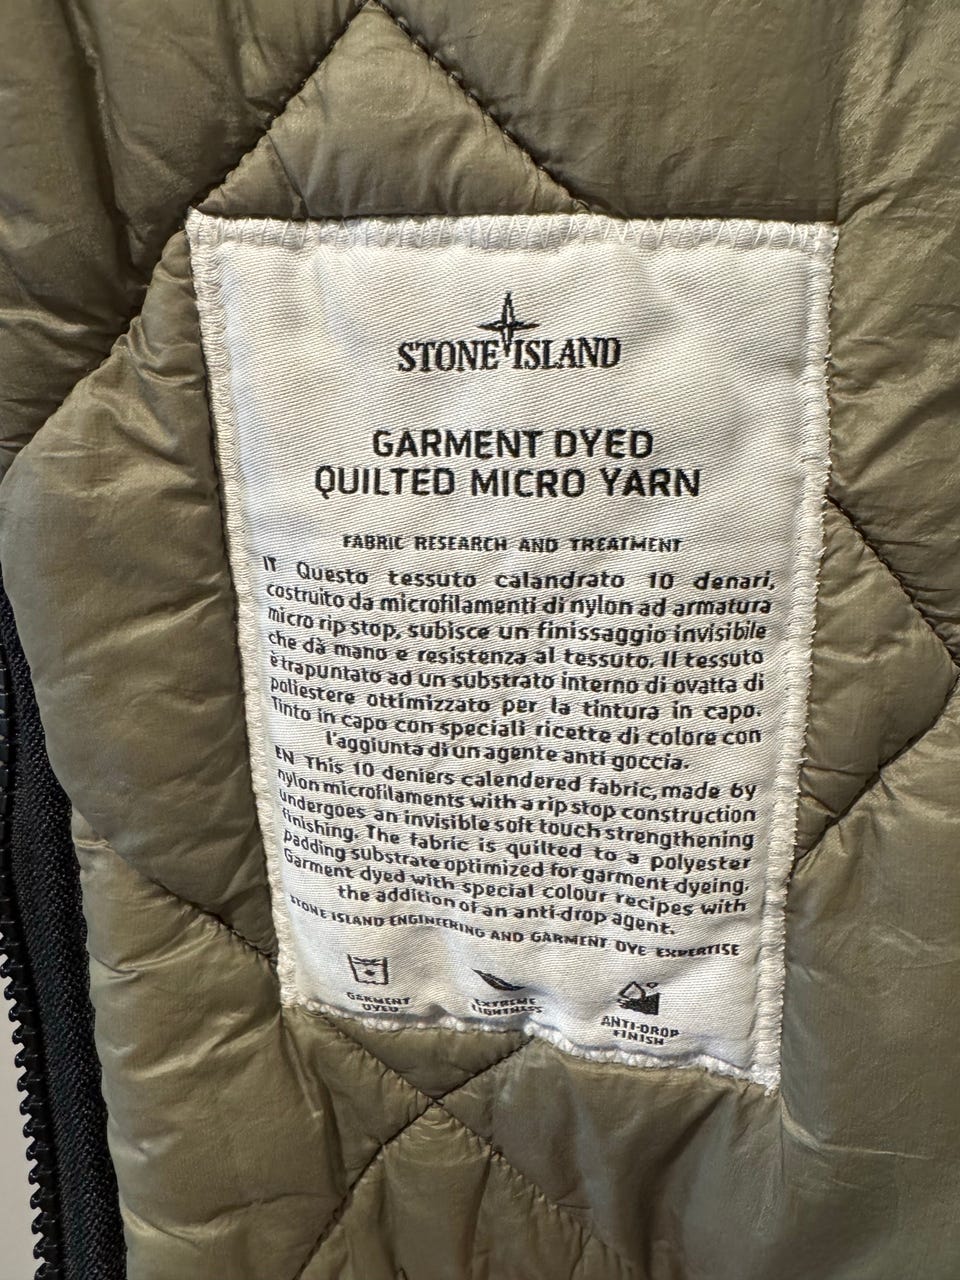 STONE ISLAND
GARMENT DYED
QUILTED MICRO YARN
FABRIC RESEARCH AND TREATMENT
IT Questo tessuto calandrato 10 denari,
costruito da microfilamenti di nylon ad armatura
micro rip stop, subisce un finissaggio invisibile
che dà mano e resistenza al tessuto. Il tessuto
è trapuntato ad un substrato interno di ovatta di
poliestere ottimizzato per la tintura in capo.
Tinto in capo con speciali ricette di colore con
l'aggiunta di un agente anti goccia.
EN This 10 deniers calendered fabric, made by
nylon microfilaments with a rip stop construction
undergoes an invisible soft touch strengthening
finishing. The fabric is quilted to a polyester
padding substrate optimized for garment dyeing.
Garment dyed with special colour recipes with
the addition of an anti-drop agent.
STONE ISLAND ENGINEERING AND GARMENT DYE EXPERTISE
GARMENT
DYED
EXTREME
LIGHTNESS
ANTI-DROP
FINISH